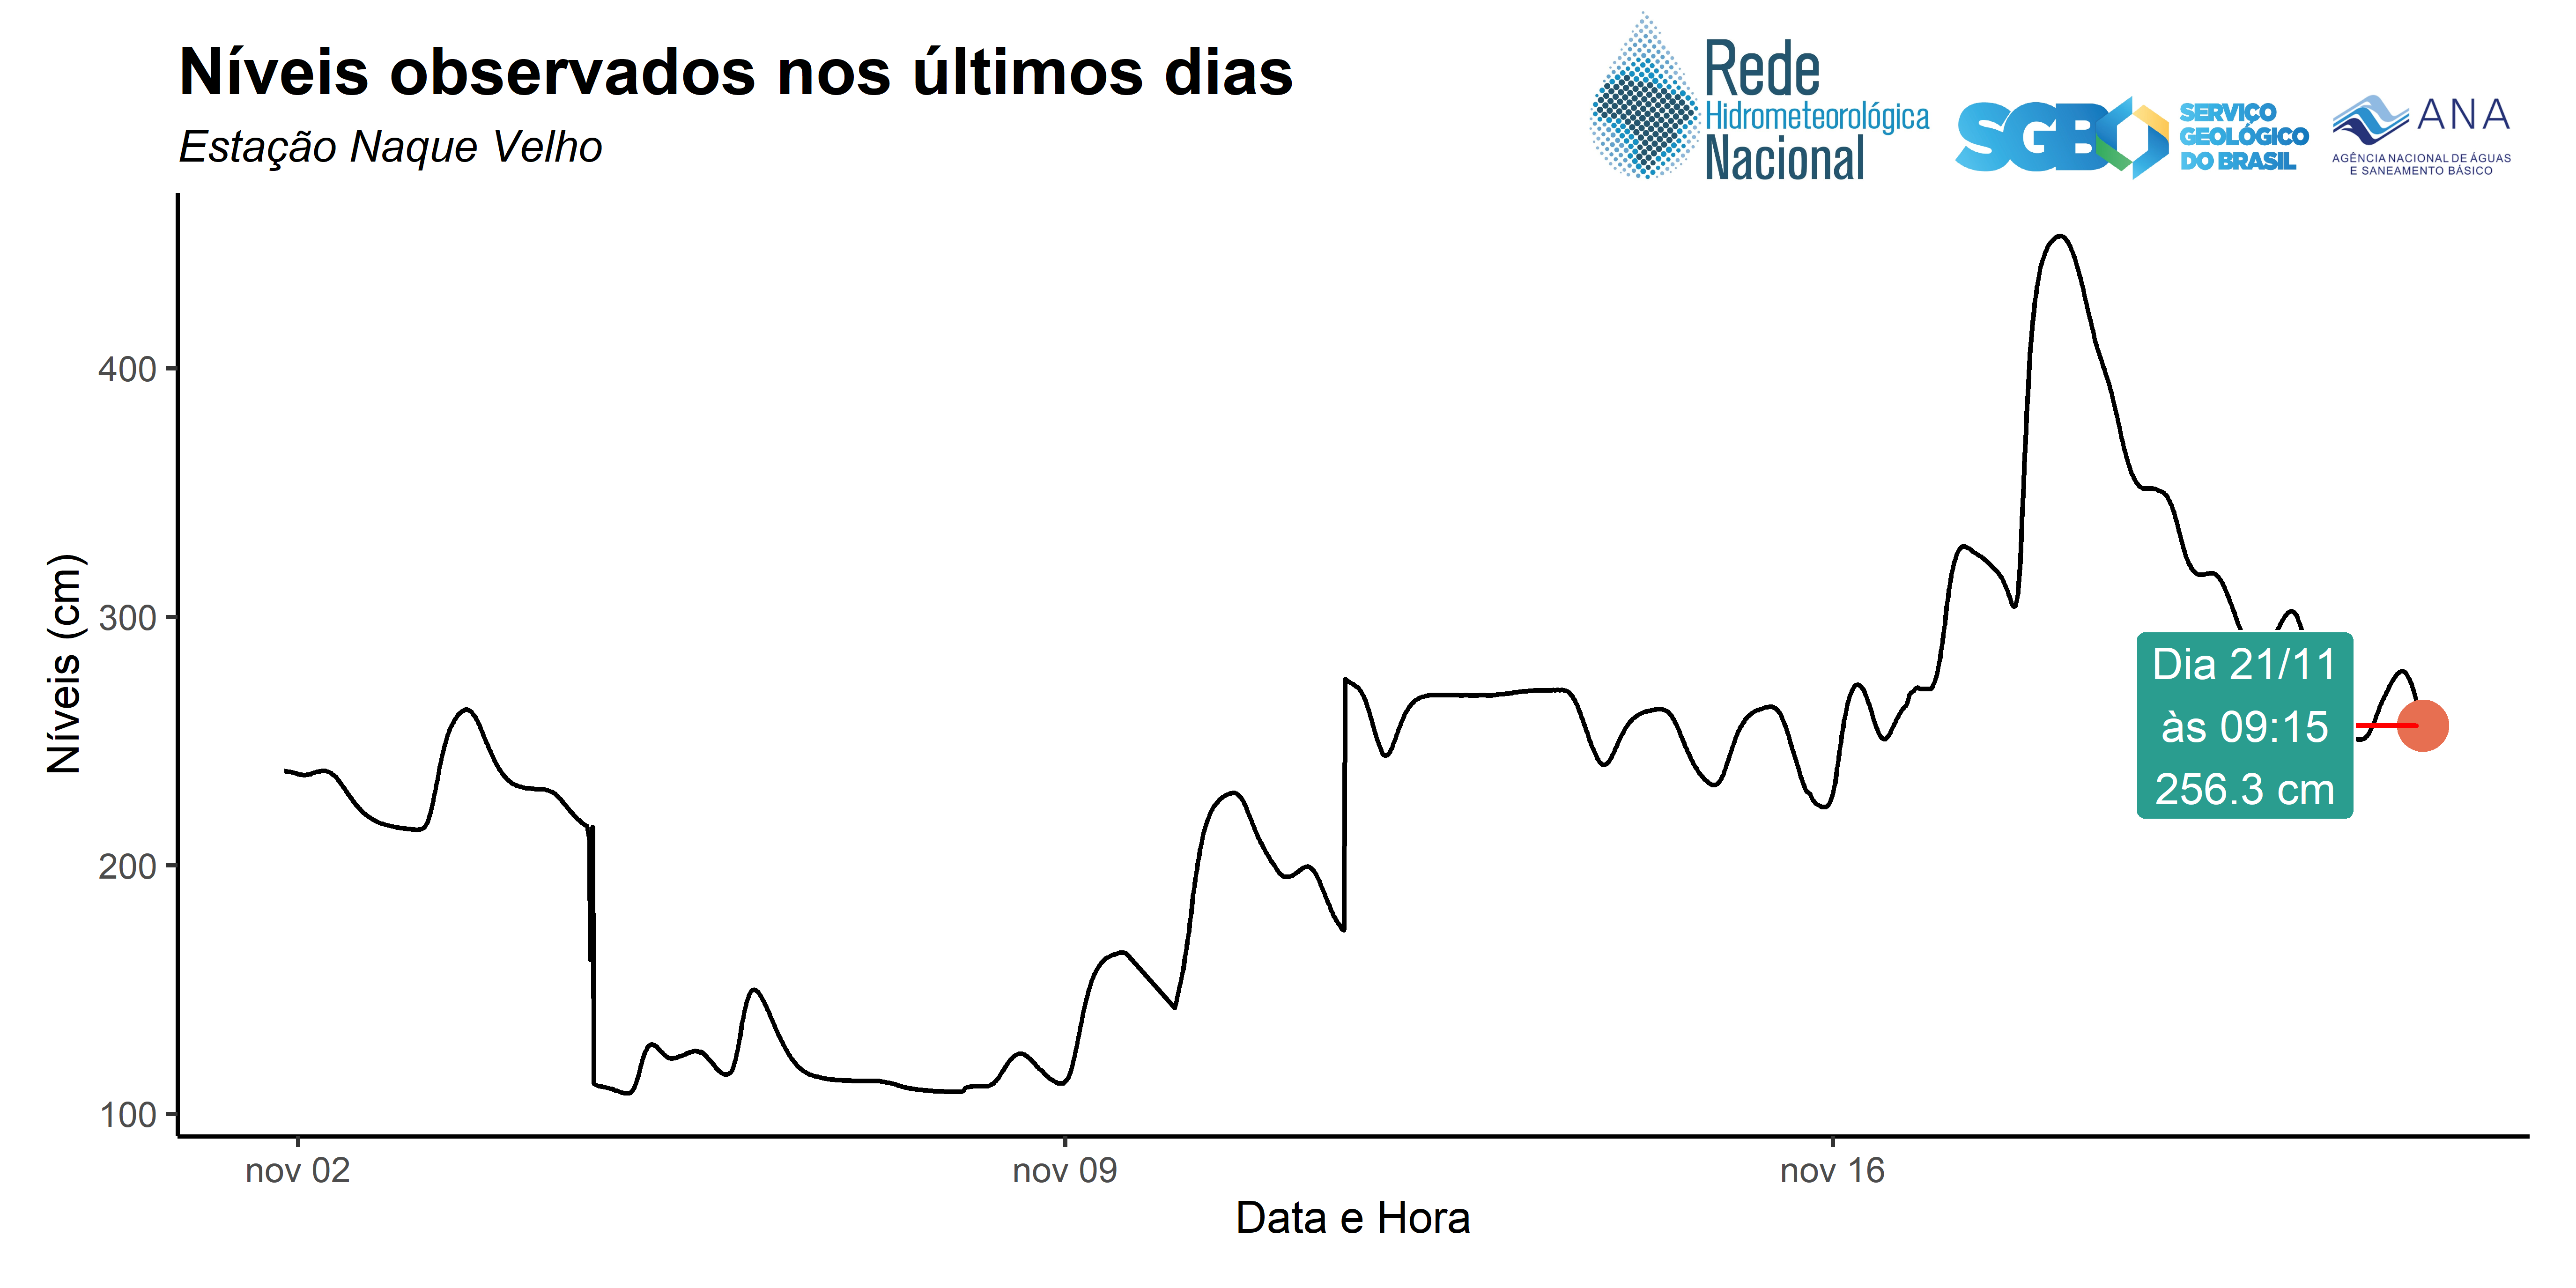 Níveis observados nos últimos dias
Estação Naque Velho
Rede
Hidrometeorológica
Nacional
SGB
SERVIÇO
GEOLÓGICO
DO BRASIL
ANA
AGÊNCIA NACIONAL DE ÁGUAS
E SANEAMENTO BÁSICO
Níveis (cm)
400
300
200
100
Dia 21/11
às 09:15
256.3 cm
nov 02
nov 09
nov 16
Data e Hora